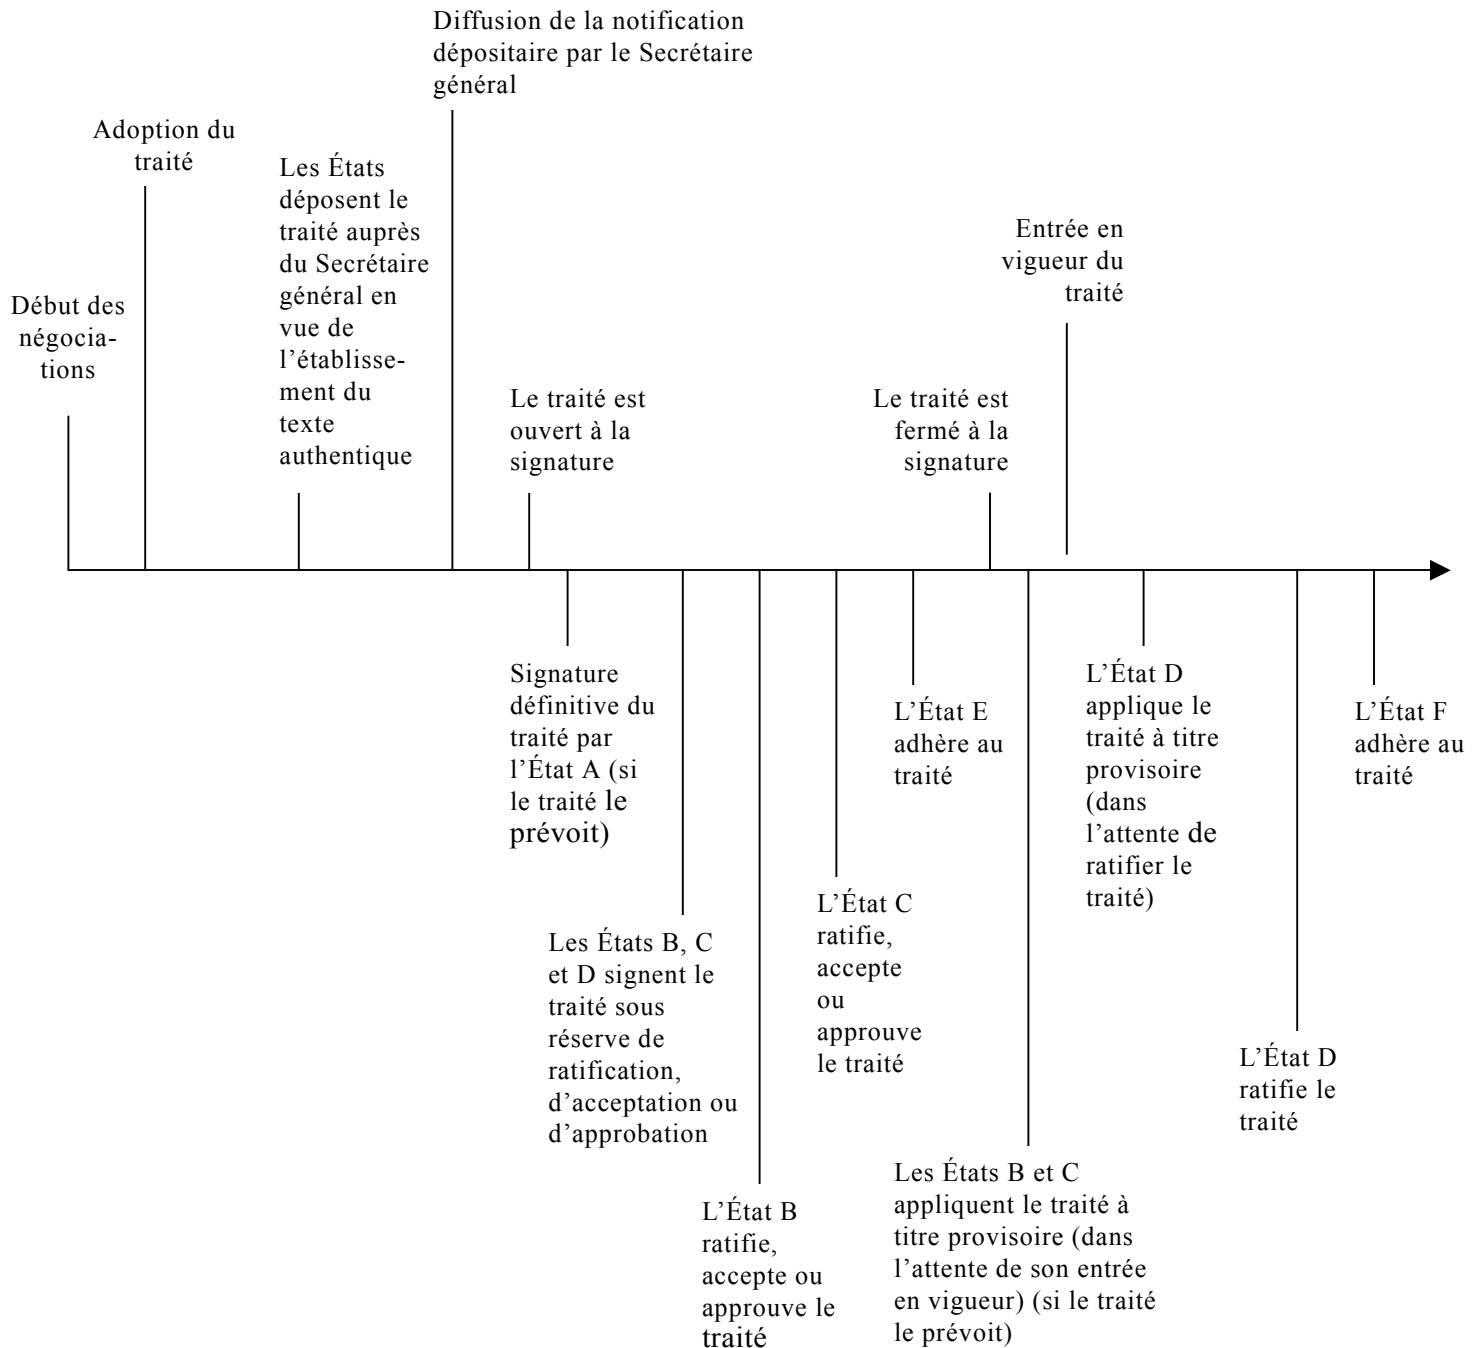 Diffusion de la notification
dépositaire par le Secrétaire
général
Adoption du
traité
Les États
déposent le
traité auprès
du Secrétaire
général en
vue de
l’établisse-
ment du
texte
authentique
Début des
négocia-
tions
Entrée en
vigueur du
traité
Le traité est
ouvert à la
signature
Le traité est
fermé à la
signature
Signature
définitive du
traité par
l’État A (si
le traité le
prévoit)
Les États B, C
et D signent le
traité sous
réserve de
ratification,
d’acceptation ou
d’approbation
L’État B
ratifie,
accepte ou
approuve le
traité
L’État C
ratifie,
accepte
ou
approuve
le traité
L’État E
adhère au
traité
Les États B et C
appliquent le traité à
titre provisoire (dans
l’attente de son entrée
en vigueur) (si le traité
le prévoit)
L’État D
applique le
traité à titre
provisoire
(dans
l’attente de
ratifier le
traité)
L’État D
ratifie le
traité
L’État F
adhère au
traité